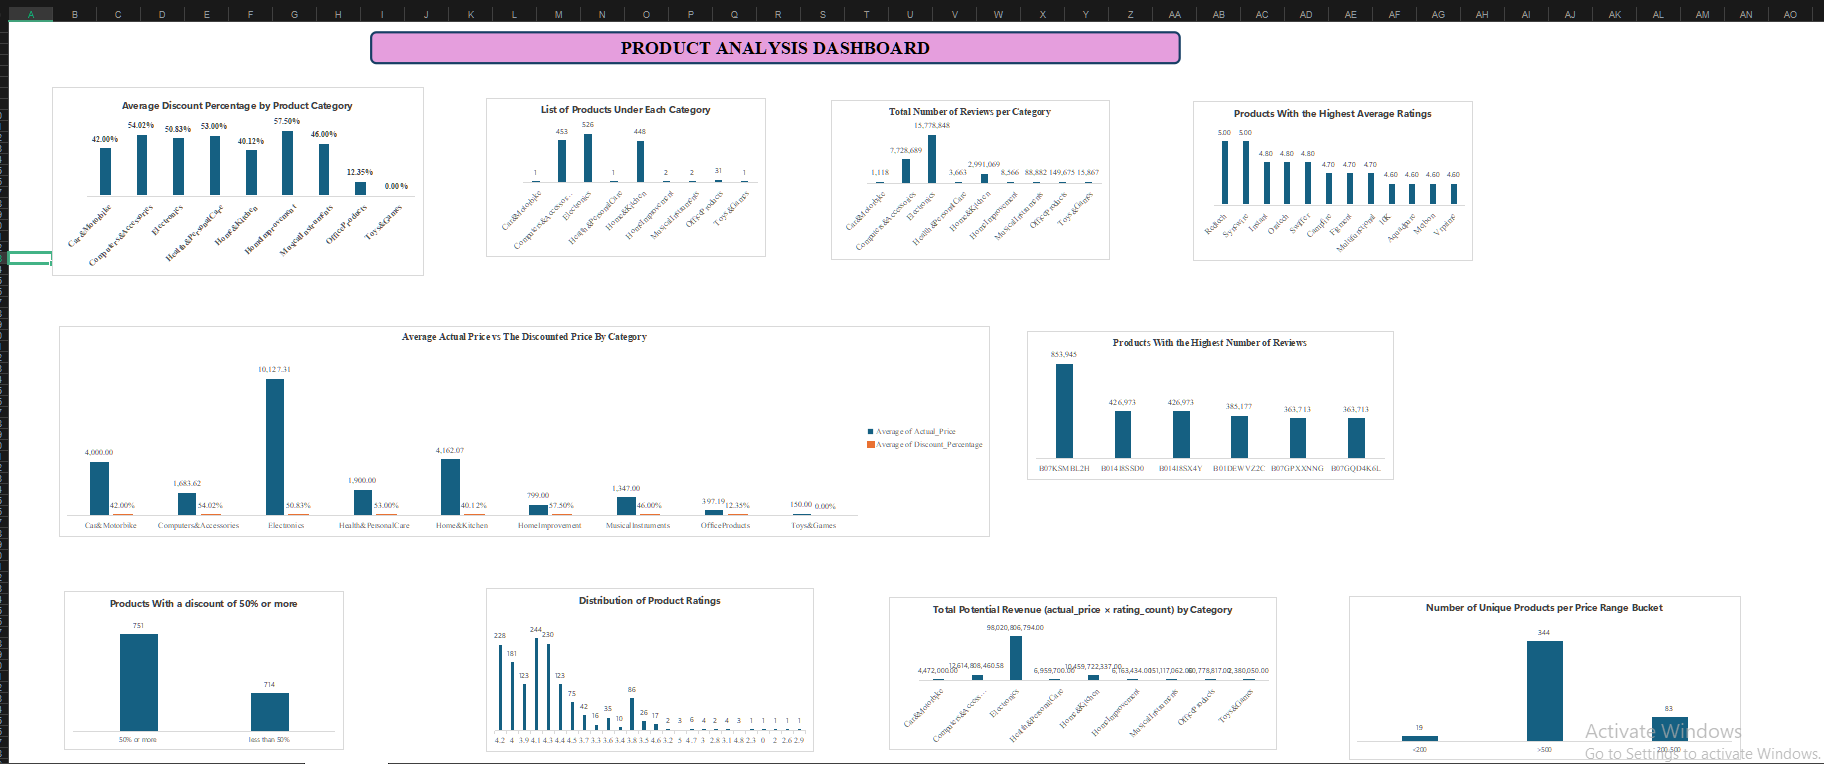 A B C D E F G H I J K L M N O P Q R S T U V W X Y Z AA AB AC AD AE AF AG AH AI AJ AK AL AM AN AO
PRODUCT ANALYSIS DASHBOARD
Average Discount Percentage by Product Category
42.00% 54.02% 50.83% 53.00% 40.12% 57.50% 46.00% 12.35% 0.00%
Car&Motorbike Computers&Accessories Electronics Health&PersonalCare Home&Kitchen HomeImprovement MusicalInstruments OfficeProducts Toys&Games
List of Products Under Each Category
1 453 526 1 448 2 2 31 1
Car&Motorbike Computers&Accessor... Electronics Health&PersonalCare Home&Kitchen HomeImprovement MusicalInstruments OfficeProducts Toys&Games
Total Number of Reviews per Category
1,118 7,728,689 15,778,848 3,663 2,991,069 8,566 88,882 149,675 15,867
Car&Motorbike Computers&Accessories Electronics Health&PersonalCare Home&Kitchen HomeImprovement MusicalInstruments OfficeProducts Toys&Games
Products With the Highest Average Ratings
5.00 5.00 4.80 4.80 4.80 4.70 4.70 4.70 4.60 4.60 4.60 4.60
Redtech Syncwire Instant Oratech Swiffer Campfire Multifunctional
Average Actual Price vs The Discounted Price By Category
4,000.00 42.00% 1,683.62 54.02% 10,127.31 50.83% 1,900.00 53.00% 4,162.07 40.12% 799.00 57.50% 1,347.00 46.00% 397.19 12.35% 150.00 0.00%
Car&Motorbike Computers&Accessories Electronics Health&PersonalCare Home&Kitchen HomeImprovement MusicalInstruments OfficeProducts Toys&Games
Average of Actual_Price
Average of Discount_Percentage
Products With the Highest Number of Reviews
853,945 426,973 426,973 385,177 363,713 363,713
B07KSMBL2H B014I8SSD0 B014I8SX4Y B01DEWVZ2C B07GPXXNNG B07GQD4K6L
Products With a discount of 50% or more
751 714
50% or more less than 50%
Distribution of Product Ratings
228 181 123 244 230 123 75 42 16 35 10 86 26 17 2 3 6 4 2 4 3 1 1 1 1 1
4.2 4 3.9 4.1 4.3 4.4 4.5 3.7 3.3 3.6 3.4 3.8 3.5 4.6 3.2 5 4.7 3 2.8 3.1 4.8 2.3 0 2 2.6 2.9
Total Potential Revenue (actual_price × rating_count) by Category
4,472,000.00 12,614,808,460.58 98,020,806,794.00 6,959,700.00 10,459,722,337.00 6,163,434.00 151,117,062.00 60,778,817.00 2,380,050.00
Car&Motorbike Computers&Access... Electronics Health&PersonalCare Home&Kitchen HomeImprovement MusicalInstruments OfficeProducts Toys&Games
Number of Unique Products per Price Range Bucket
19 344 83
<200 >500 200-500
Activate Windows
Go to Settings to activate Windows.